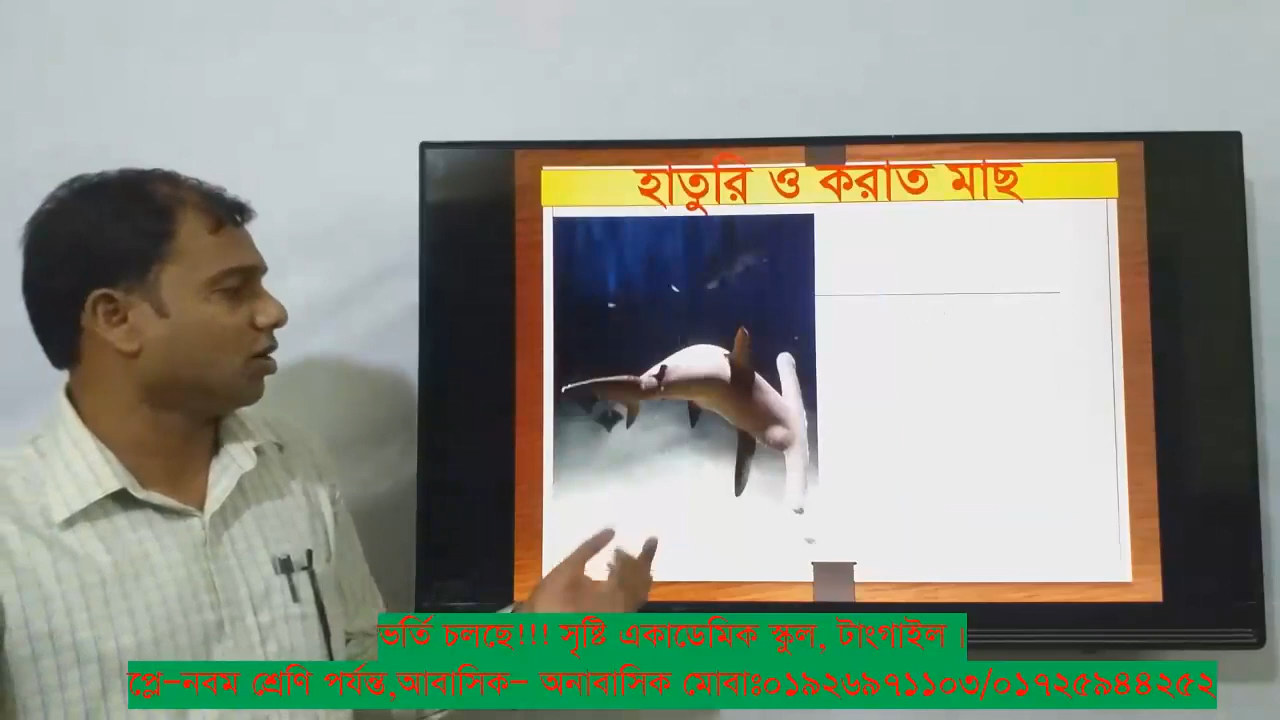 হাতুরি ও করাত মাছ
ভর্তি চলছে!!! সৃষ্টি একাডেমিক স্কুল, টাংগাইল।
প্লে-নবম শ্রেণি পর্যন্ত,আবাসিক- অনাবাসিক মোবাঃ০১৯২৬৯৭১১০৩/০১৭২৫৯৪৪২৫২